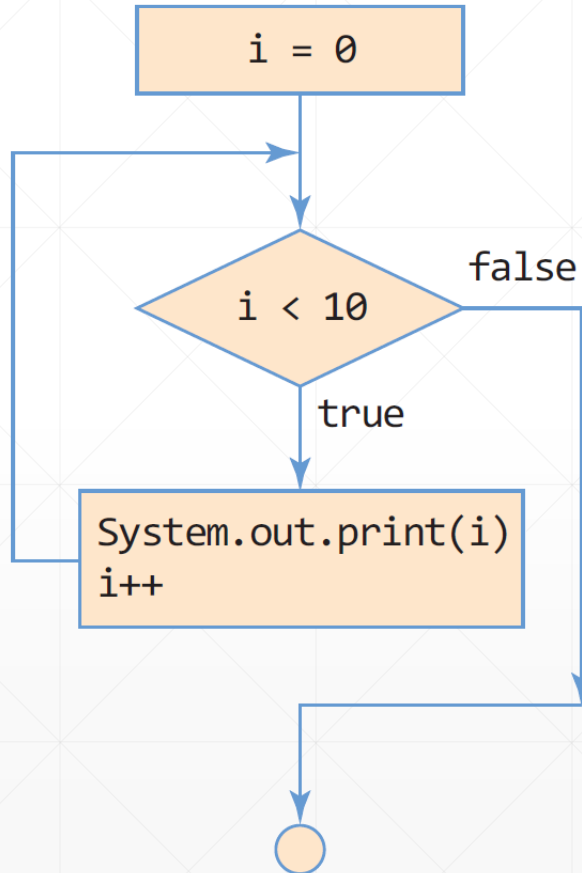 i = 0
i < 10
false
true
System.out.print(i)
i++